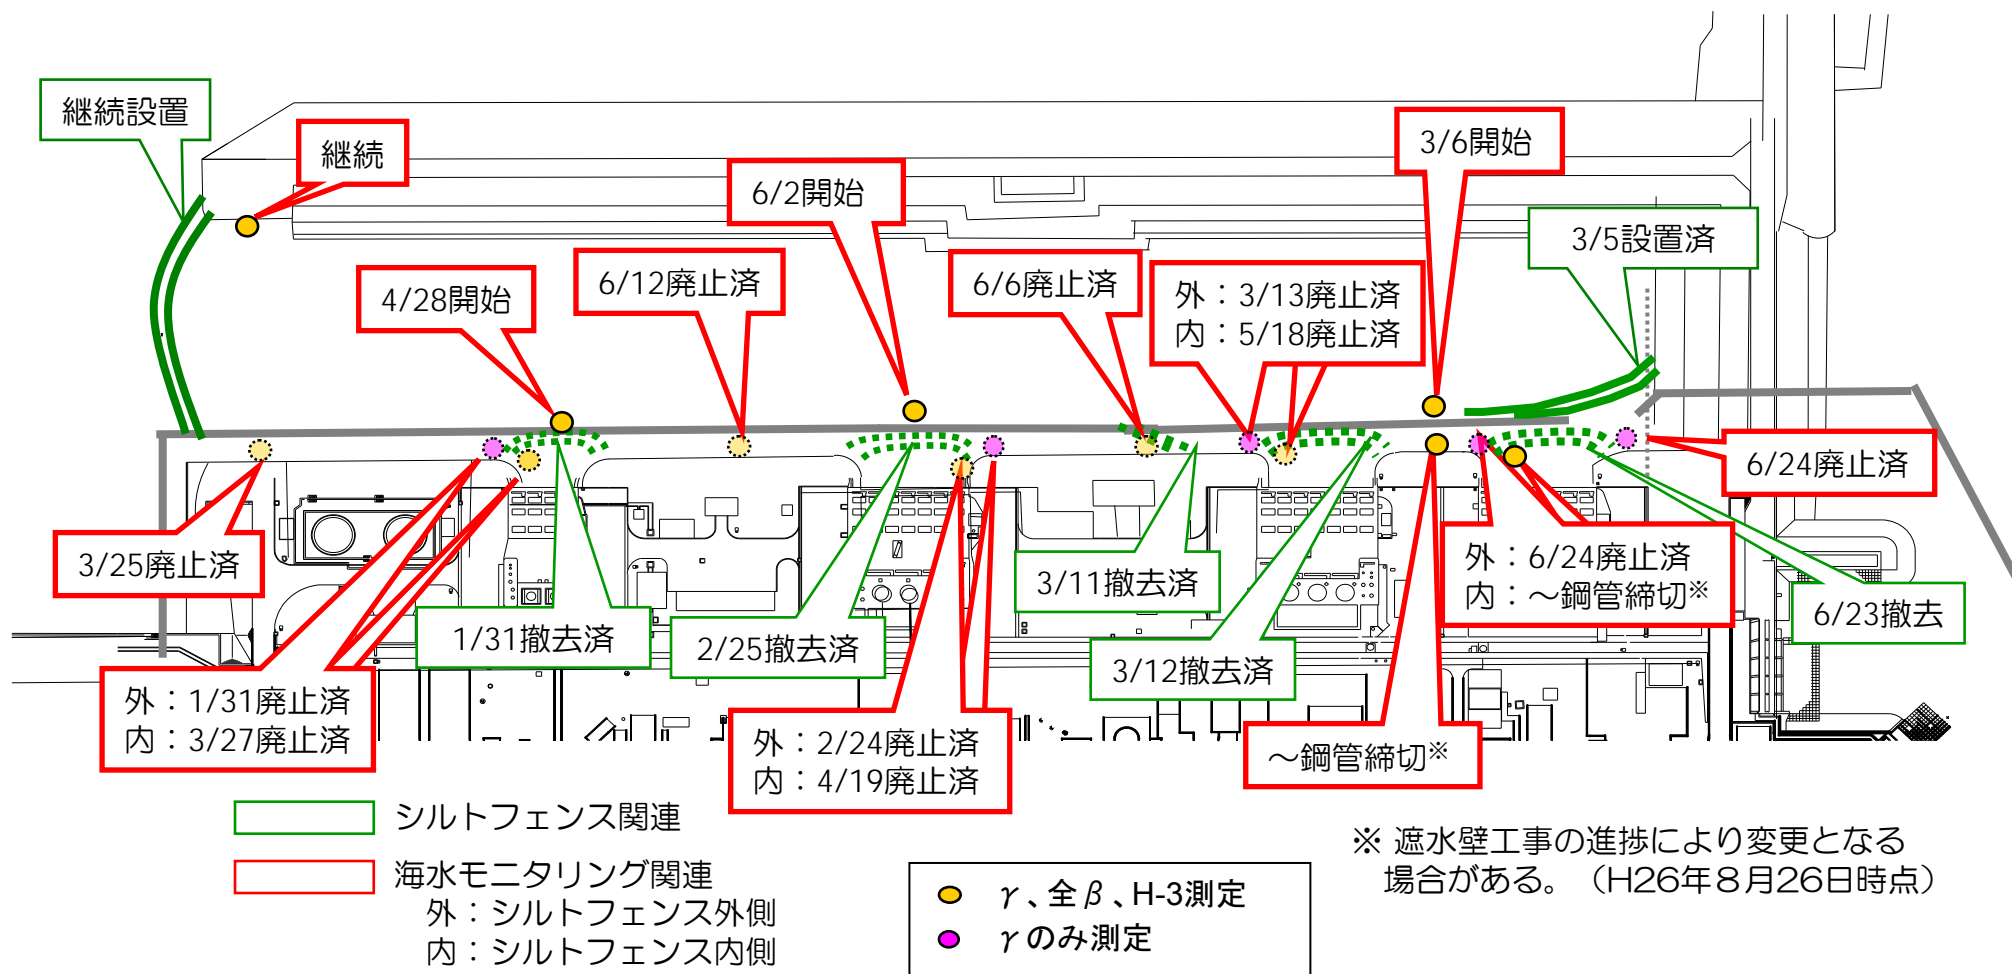 継続設置
継続
6/2開始
3/6開始
3/5設置済
4/28開始
6/12廃止済
6/6廃止済
外：3/13廃止済
内：5/18廃止済
6/24廃止済
3/25廃止済
1/31撤去済
2/25撤去済
3/11撤去済
3/12撤去済
外：6/24廃止済
内：～鋼管締切※
6/23撤去
外：1/31廃止済
内：3/27廃止済
外：2/24廃止済
内：4/19廃止済
～鋼管締切※
シルトフェンス関連
海水モニタリング関連
外：シルトフェンス外側
内：シルトフェンス内側
γ、全β、H-3測定
γのみ測定
※ 遮水壁工事の進捗により変更となる
場合がある。（H26年８月26日時点）